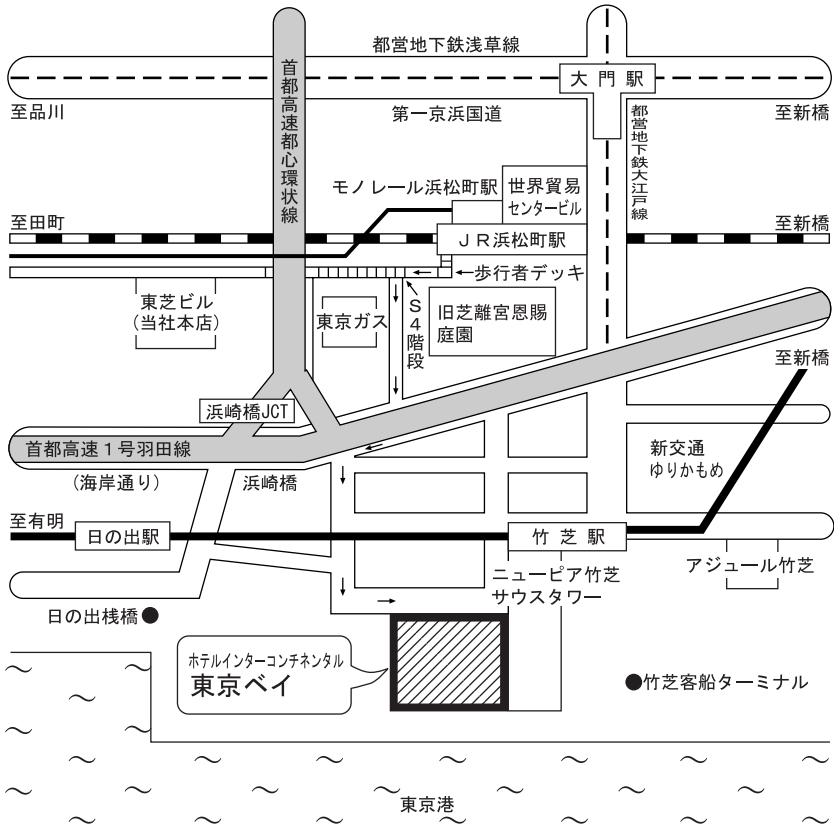 都営地下鉄浅草線
大門駅
首都高速都心環状線
至品川
第一京浜国道
都営地下鉄大江戸線
至新橋
モノレール浜松町駅
世界貿易
センタービル
至田町
ＪＲ浜松町駅
至新橋
歩行者デッキ
東芝ビル
(当社本店)
東京ガス
Ｓ４階段
旧芝離宮恩賜
庭園
至新橋
浜崎橋JCT
首都高速１号羽田線
(海岸通り)
浜崎橋
新交通
ゆりかもめ
至有明
日の出駅
竹芝駅
ニューピア竹芝
サウスタワー
アジュール竹芝
日の出桟橋
ホテルインターコンチネンタル
東京ベイ
竹芝客船ターミナル
東京港